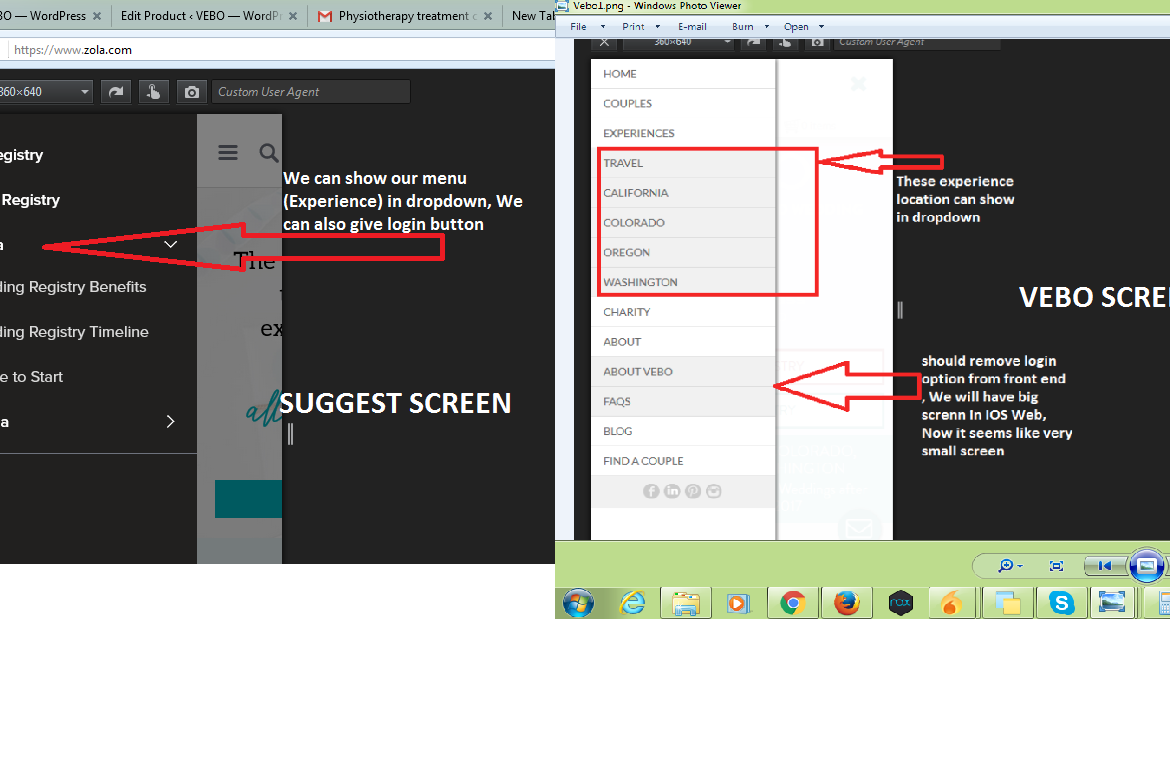 BO — WordPress
Edit Product ‹ VEBO — WordPr
Physiotherapy treatment c
New Tab
https://www.zola.com
360×640
Custom User Agent
egistry
Registry
a
ding Registry Benefits
ding Registry Timeline
e to Start
a
The
ex
all
We can show our menu
(Experience) in dropdown, We
can also give login button
SUGGEST SCREEN
Vebo1.png - Windows Photo Viewer
File
Print
E-mail
Burn
Open
360×640
Custom User Agent
HOME
COUPLES
EXPERIENCES
TRAVEL
CALIFORNIA
COLORADO
OREGON
WASHINGTON
CHARITY
ABOUT
ABOUT VEBO
FAQS
BLOG
FIND A COUPLE
These experience
location can show
in dropdown
VEBO SCREE
should remove login
option from front end
, We will have big
screnn In IOS Web,
Now it seems like very
small screen
nox